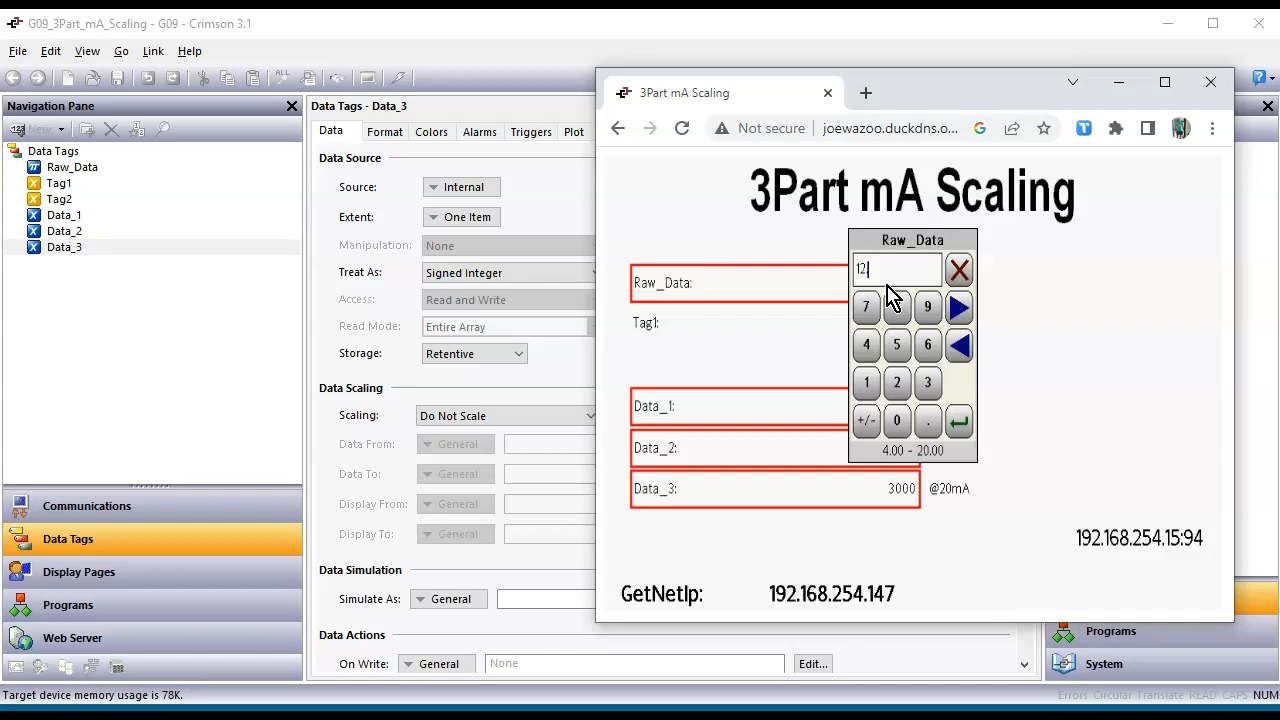 G09_3Part_mA_Scaling - G09 - Crimson 3.1
File Edit View Go Link Help
Navigation Pane
New
Data Tags
Raw_Data
Tag1
Tag2
Data_1
Data_2
Data_3
Communications
Data Tags
Display Pages
Programs
Web Server
Data Tags - Data_3
Data Format Colors Alarms Triggers Plot
Data Source
Source: Internal
Extent: One Item
Manipulation: None
Treat As: Signed Integer
Access: Read and Write
Read Mode: Entire Array
Storage: Retentive
Data Scaling
Scaling: Do Not Scale
Data From: General
Data To: General
Display From: General
Display To: General
Data Simulation
Simulate As: General
Data Actions
On Write: General None Edit...
3Part mA Scaling
Not secure joewazoo.duckdns.o...
3Part mA Scaling
Raw_Data:
Tag1:
Data_1:
Data_2:
Data_3: 3000 @20mA
Raw_Data
12
7 9
4 5 6
1 2 3
+/- 0 .
4.00 - 20.00
192.168.254.15:94
GetNetIp: 192.168.254.147
Programs
System
Target device memory usage is 78K.
Errors Circular Translate READ CAPS NUM